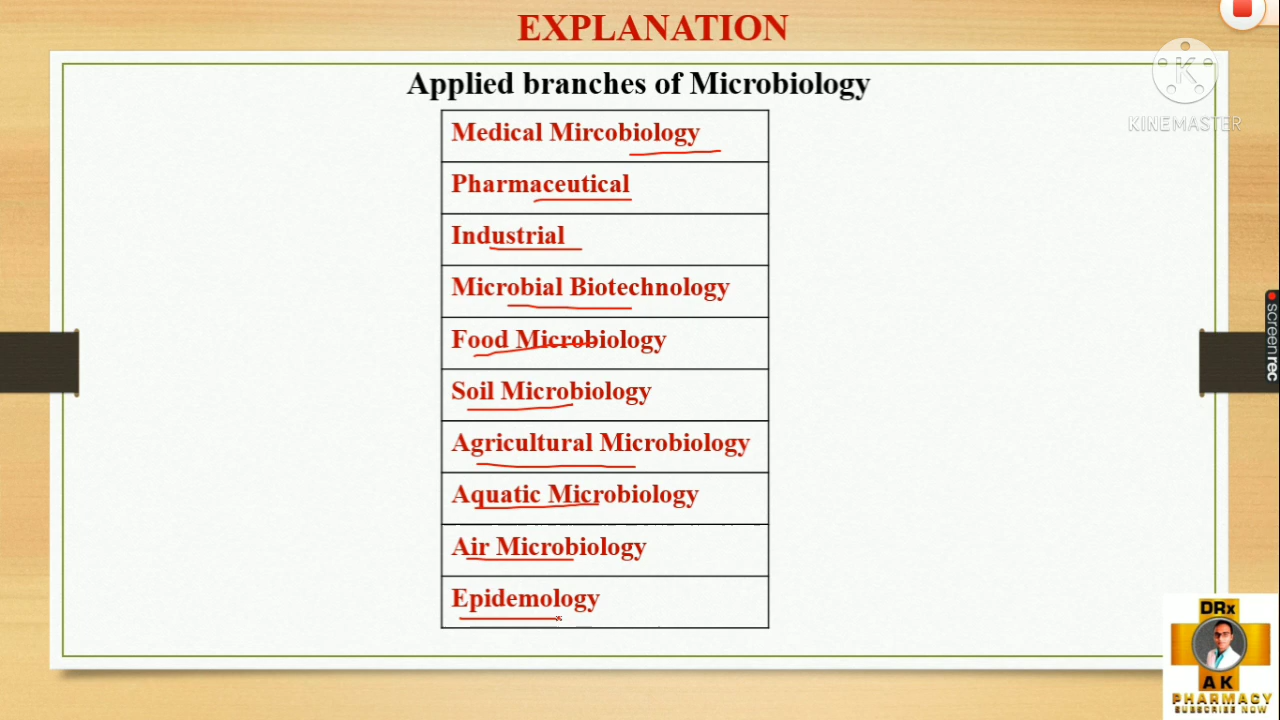 EXPLANATION
Applied branches of Microbiology
KINEMASTER
Medical Mircobiology
Pharmaceutical
Industrial
Microbial Biotechnology
Food Microbiology
Soil Microbiology
Agricultural Microbiology
Aquatic Microbiology
Air Microbiology
Epidemology
screenrec
DRx
AK
PHARMACY
SUBSCRIBE NOW